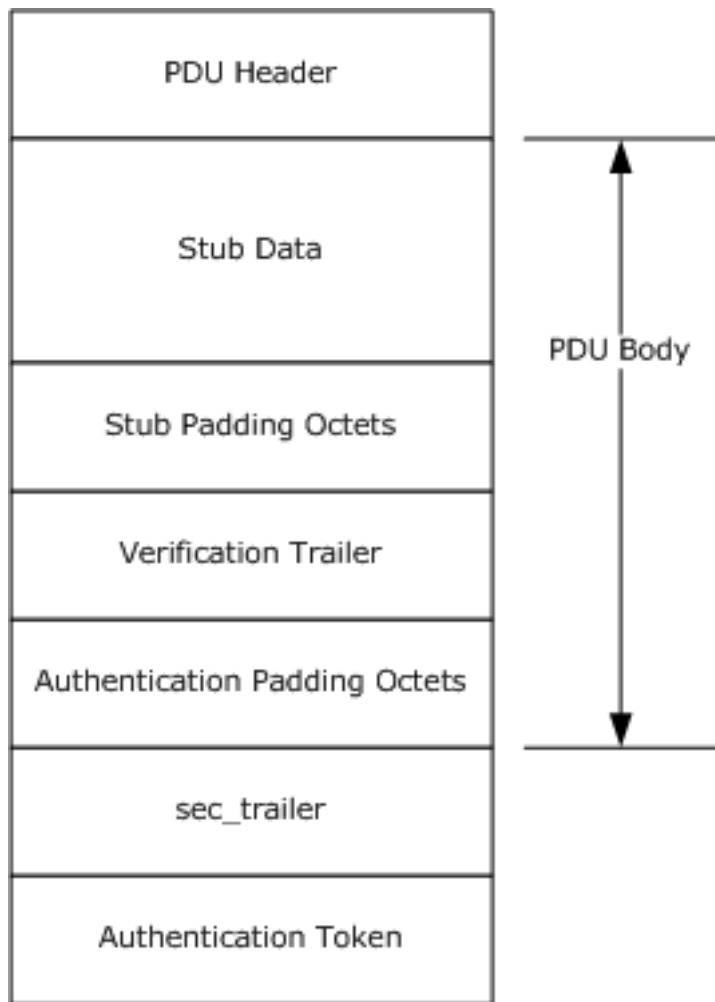 PDU Header
Stub Data
PDU Body
Stub Padding Octets
Verification Trailer
Authentication Padding Octets
sec_trailer
Authentication Token